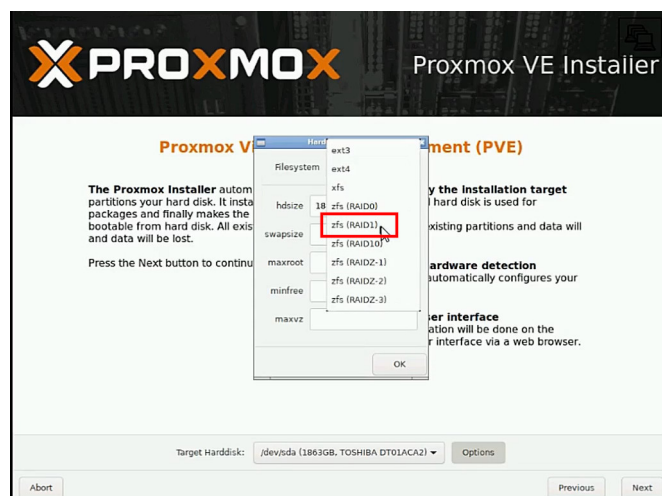 PROXMOX
Proxmox VE Installer
Proxmox V
ment (PVE)
Hard
The Proxmox Installer autom
partitions your hard disk. It insta
packages and finally makes the
bootable from hard disk. All exis
and data will be lost.
Press the Next button to continu
Filesystem
hdsize
18
swapsize
maxroot
minfree
maxvz
ext3
ext4
xfs
zfs (RAID0)
zfs (RAID1)
zfs (RAID10)
zfs (RAIDZ-1)
zfs (RAIDZ-2)
zfs (RAIDZ-3)
OK
y the installation target
l hard disk is used for
existing partitions and data will
ardware detection
automatically configures your
ser interface
ation will be done on the
r interface via a web browser.
Target Harddisk:
/dev/sda (1863GB, TOSHIBA DT01ACA2)
Options
Abort
Previous
Next